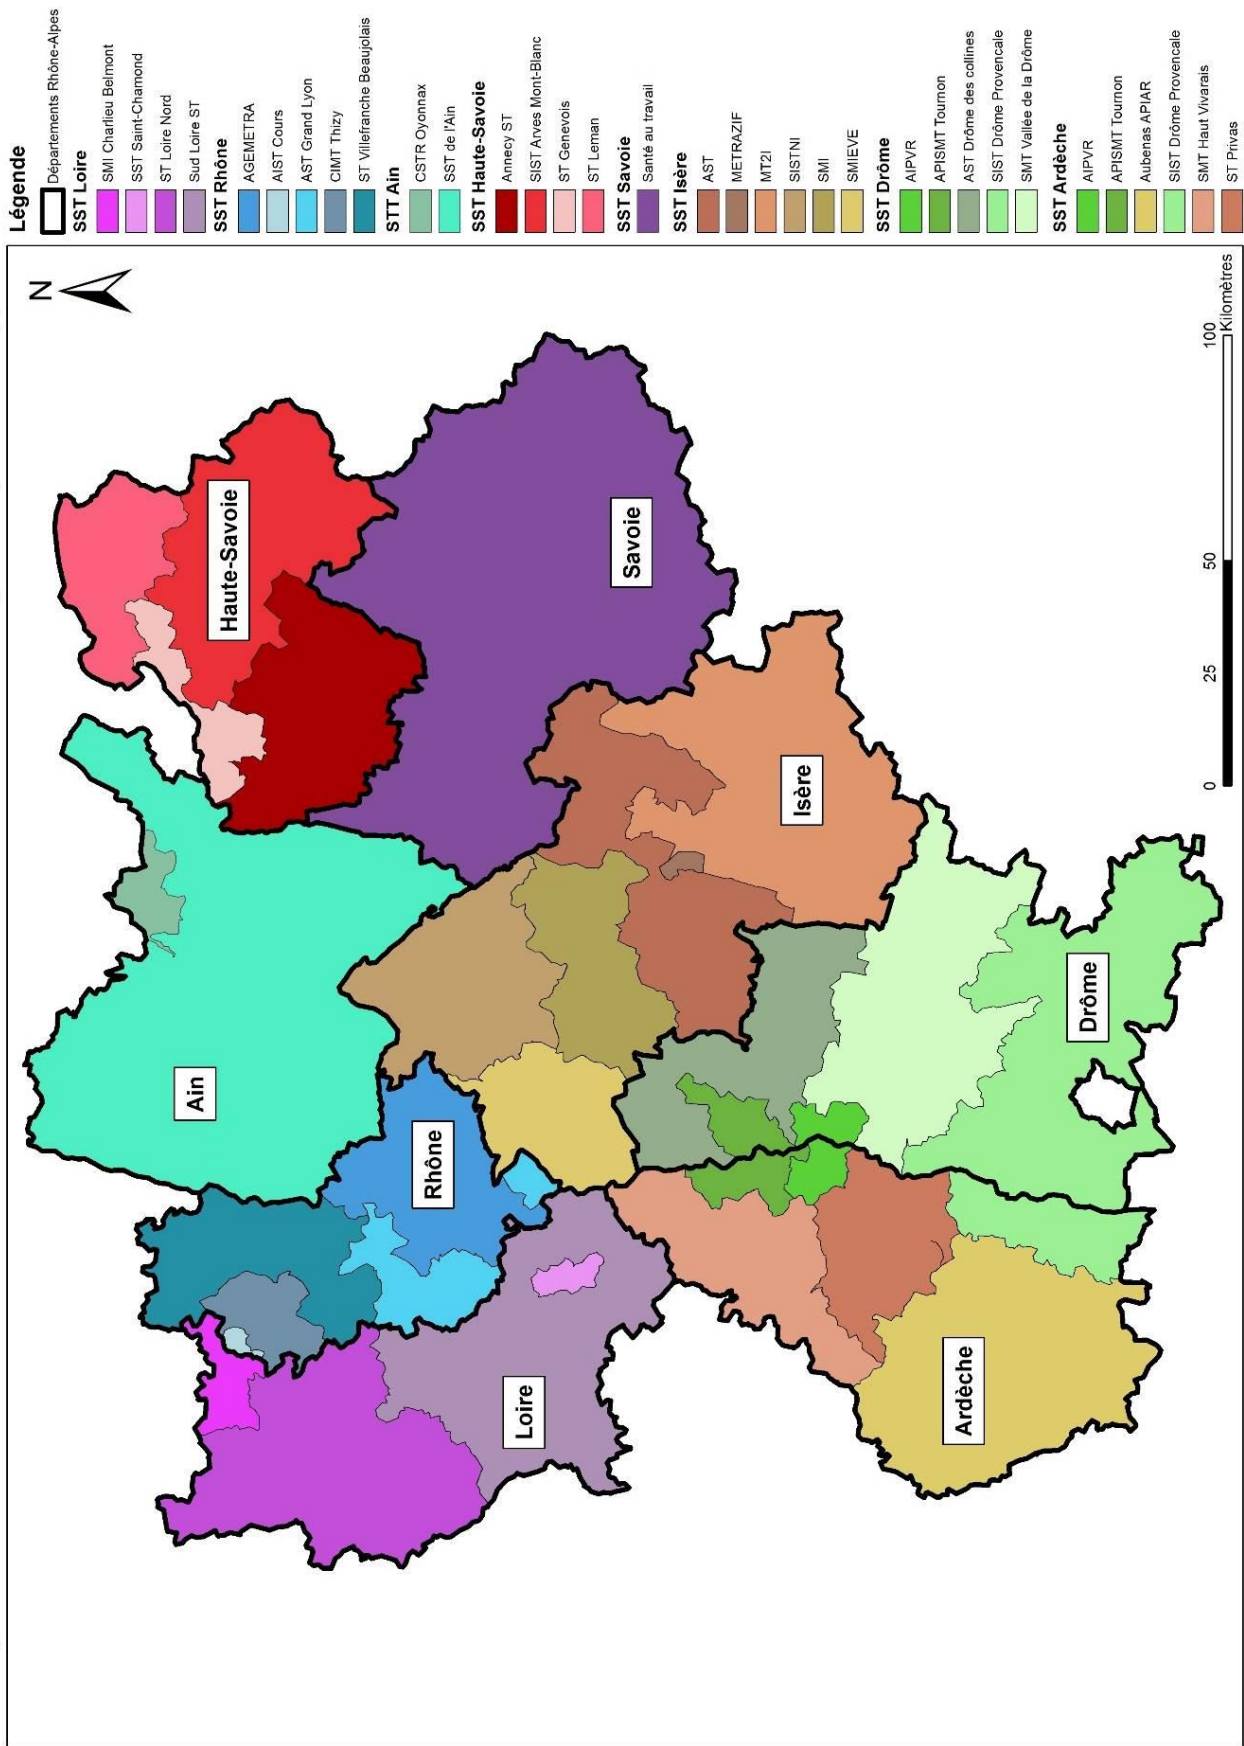 Légende
Départements Rhône-Alpes
SST Loire
SMI Charlieu Belmont
SST Saint-Chamond
ST Loire Nord
Sud Loire ST
SST Rhône
AGEMETRA
AIST Cours
AST Grand Lyon
CIMT Thizy
ST Villefranche Beaujolais
STT Ain
CSTR Oyonnax
SST de l'Ain
SST Haute-Savoie
Annecy ST
SIST Arves Mont-Blanc
ST Genevois
ST Leman
SST Savoie
Santé au travail
SST Isère
AST
METRAZIF
MT2I
SISTNI
SMI
SMIEVE
SST Drôme
AIPVR
APISMT Tournon
AST Drôme des collines
SIST Drôme Provencale
SMT Vallée de la Drôme
SST Ardèche
AIPVR
APISMT Tournon
Aubenas APIAR
SIST Drôme Provencale
SMT Haut Vivarais
ST Privas
N
Haute-Savoie
Ain
Savoie
Rhône
Loire
Isère
Drôme
Ardèche
0 25 50 100
Kilomètres